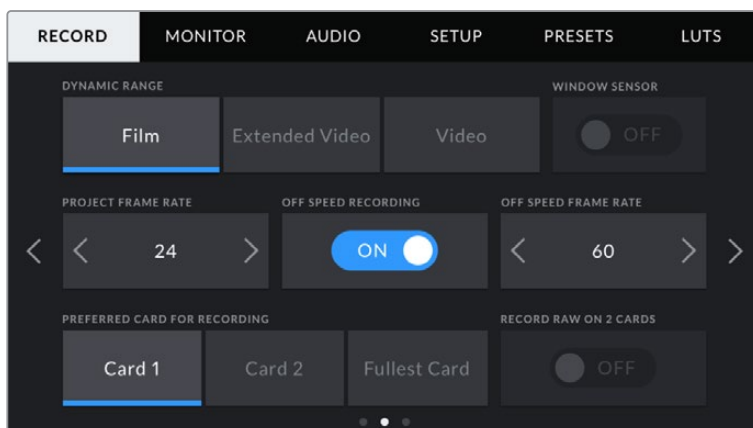 RECORD MONITOR AUDIO SETUP PRESETS LUTS
DYNAMIC RANGE WINDOW SENSOR
Film Extended Video Video OFF
PROJECT FRAME RATE OFF SPEED RECORDING OFF SPEED FRAME RATE
24 ON 60
PREFERRED CARD FOR RECORDING RECORD RAW ON 2 CARDS
Card 1 Card 2 Fullest Card OFF